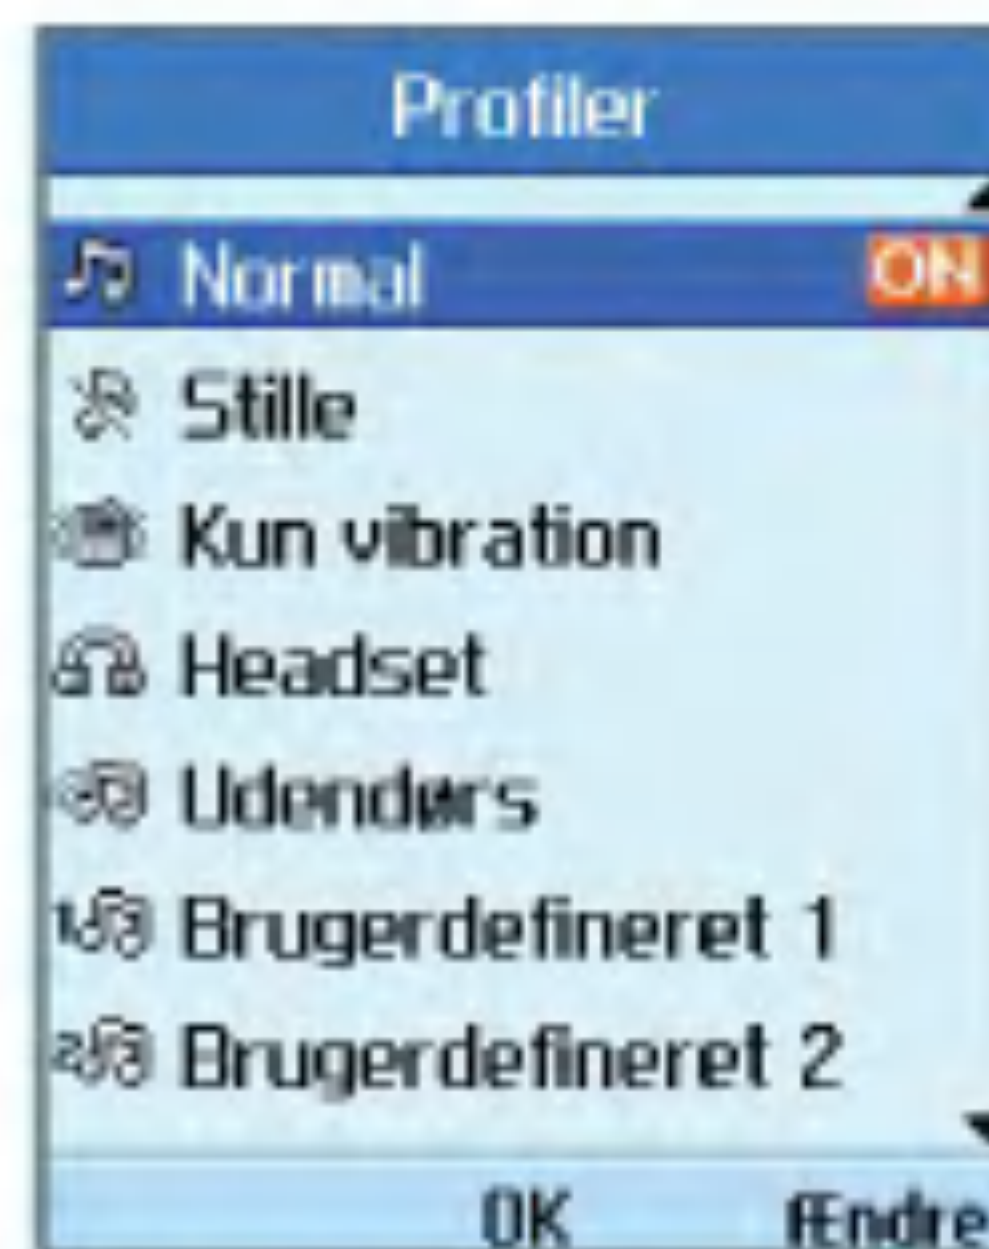 Profiler
Normal ON
Stille
Kun vibration
Headset
Udendørs
Brugerdefineret 1
Brugerdefineret 2
OK Ændre